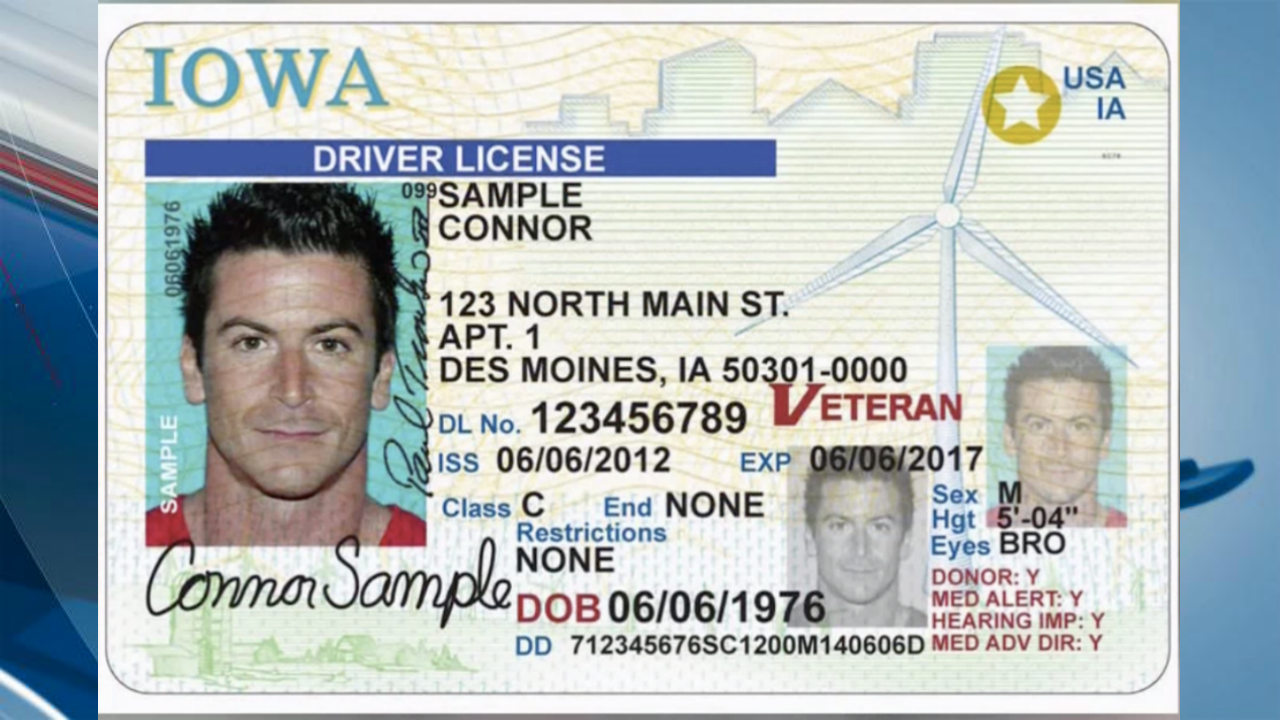 IOWA
USA
IA
DRIVER LICENSE
099
SAMPLE
CONNOR
06061976
SAMPLE
123 NORTH MAIN ST.
APT. 1
DES MOINES, IA 50301-0000
DL No. 123456789
VETERAN
ISS 06/06/2012 EXP 06/06/2017
Class C End NONE
Restrictions
NONE
Sex M
Hgt 5'-04"
Eyes BRO
Connor Sample
DOB 06/06/1976
DD 712345676SC1200M140606D
DONOR: Y
MED ALERT: Y
HEARING IMP: Y
MED ADV DIR: Y